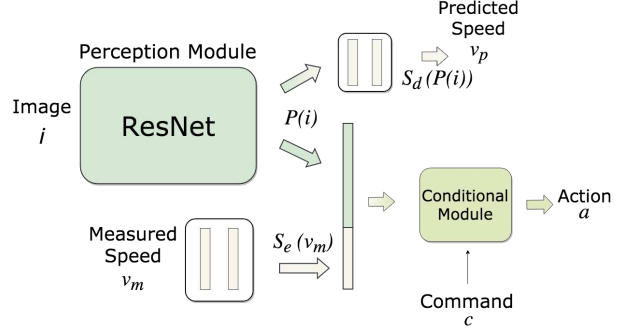 Perception Module
Image
i
ResNet
P(i)
Predicted
Speed
v_p
S_d (P(i))
Measured
Speed
v_m
S_e (v_m)
Conditional
Module
Action
a
Command
c